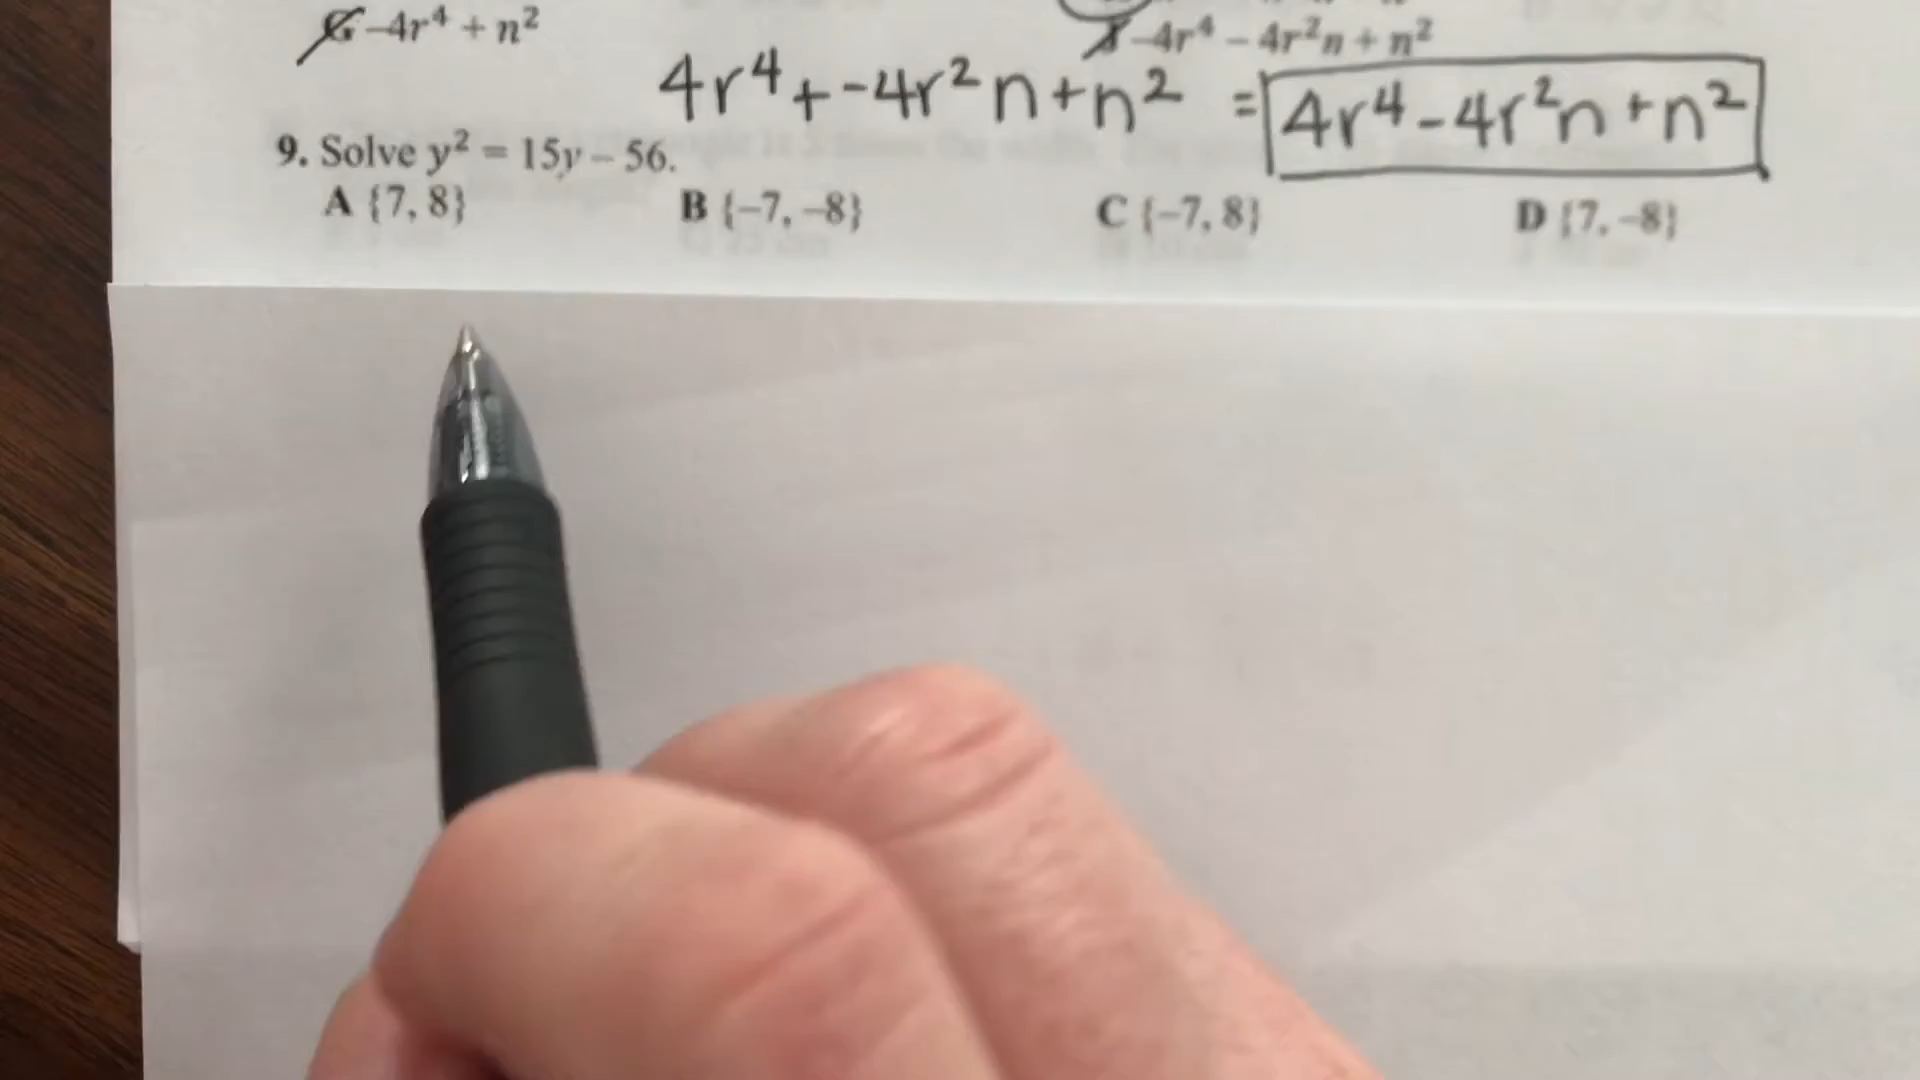 G -4r⁴ + n²
J -4r⁴ – 4r²n + n²
4r⁴+-4r²n+n² = 4r⁴-4r²n+n²
9. Solve y² = 15y – 56.
A {7, 8} B {–7, –8} C {–7, 8} D {7, –8}